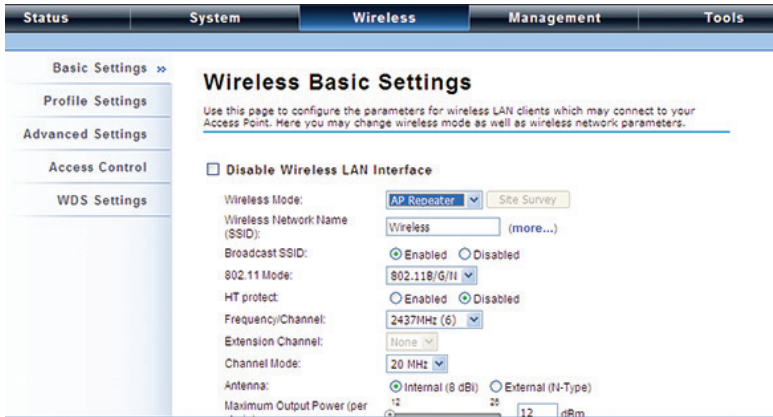 Status System Wireless Management Tools
Basic Settings »
Profile Settings
Advanced Settings
Access Control
WDS Settings
Wireless Basic Settings
Use this page to configure the parameters for wireless LAN clients which may connect to your
Access Point. Here you may change wireless mode as well as wireless network parameters.
Disable Wireless LAN Interface
Wireless Mode: AP Repeater Site Survey
Wireless Network Name
(SSID): Wireless (more...)
Broadcast SSID: Enabled Disabled
802.11 Mode: 802.11B/G/N
HT protect: Enabled Disabled
Frequency/Channel: 2437MHz (6)
Extension Channel: None
Channel Mode: 20 MHz
Antenna: Internal (8 dBi) External (N-Type)
Maximum Output Power (per 12 26 12 dBm